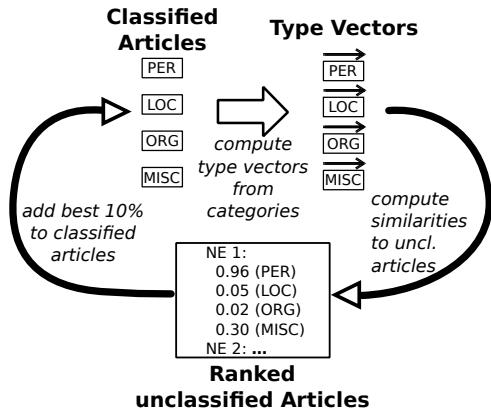 Classified
Articles
PER
LOC
ORG
MISC
Type Vectors
PER
LOC
ORG
MISC
compute
type vectors
from
categories
compute
similarities
to uncl.
articles
add best 10%
to classified
articles
NE 1:
0.96 (PER)
0.05 (LOC)
0.02 (ORG)
0.30 (MISC)
NE 2: ...
Ranked
unclassified Articles